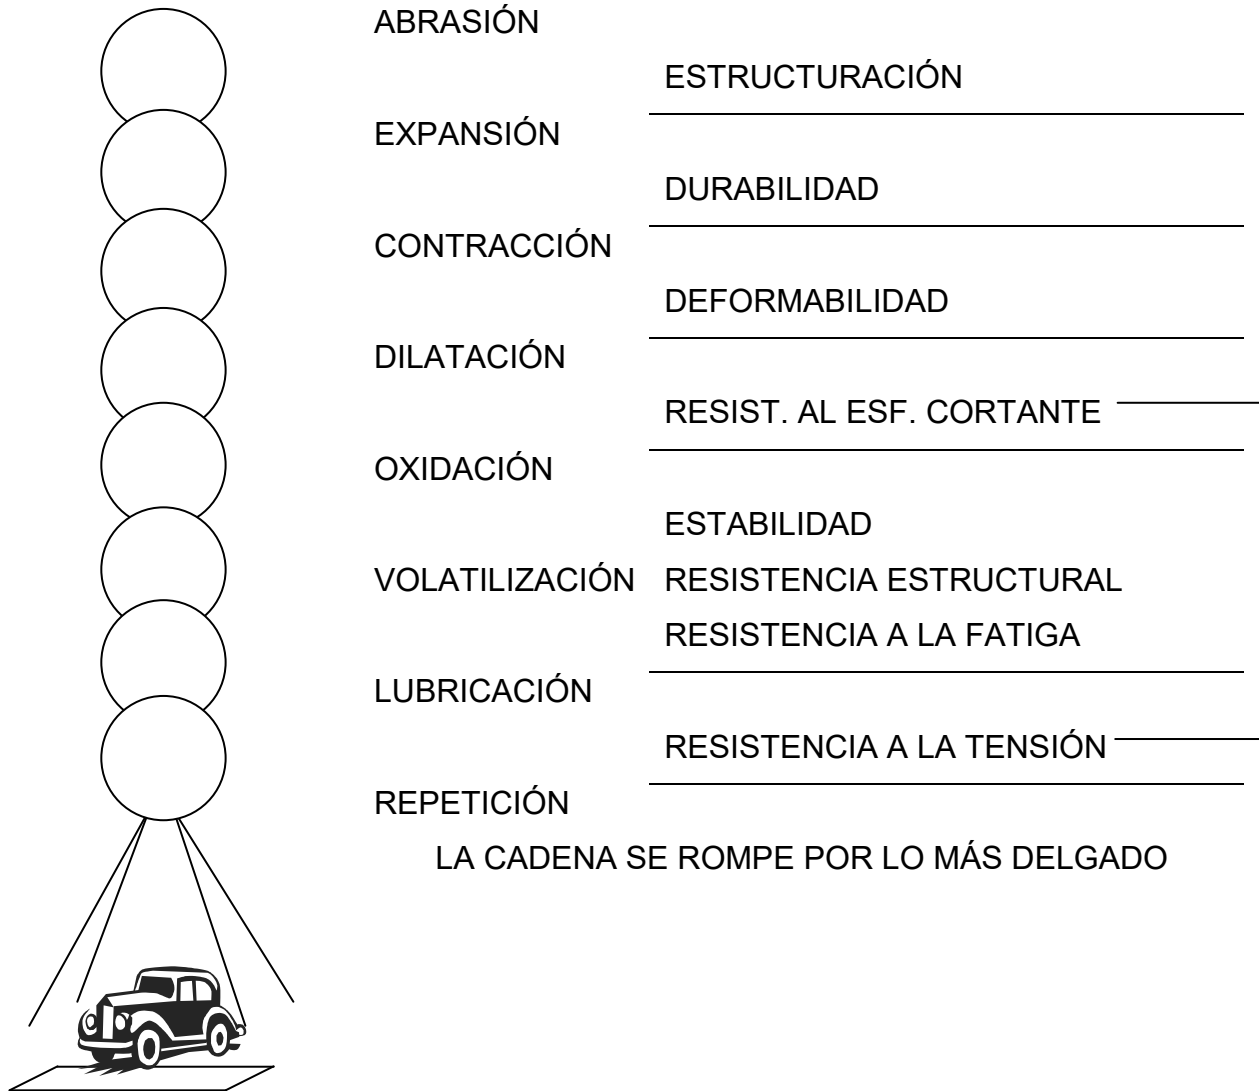 ABRASIÓN
ESTRUCTURACIÓN
EXPANSIÓN
DURABILIDAD
CONTRACCIÓN
DEFORMABILIDAD
DILATACIÓN
RESIST. AL ESF. CORTANTE
OXIDACIÓN
ESTABILIDAD
VOLATILIZACIÓN RESISTENCIA ESTRUCTURAL
RESISTENCIA A LA FATIGA
LUBRICACIÓN
RESISTENCIA A LA TENSIÓN
REPETICIÓN
LA CADENA SE ROMPE POR LO MÁS DELGADO